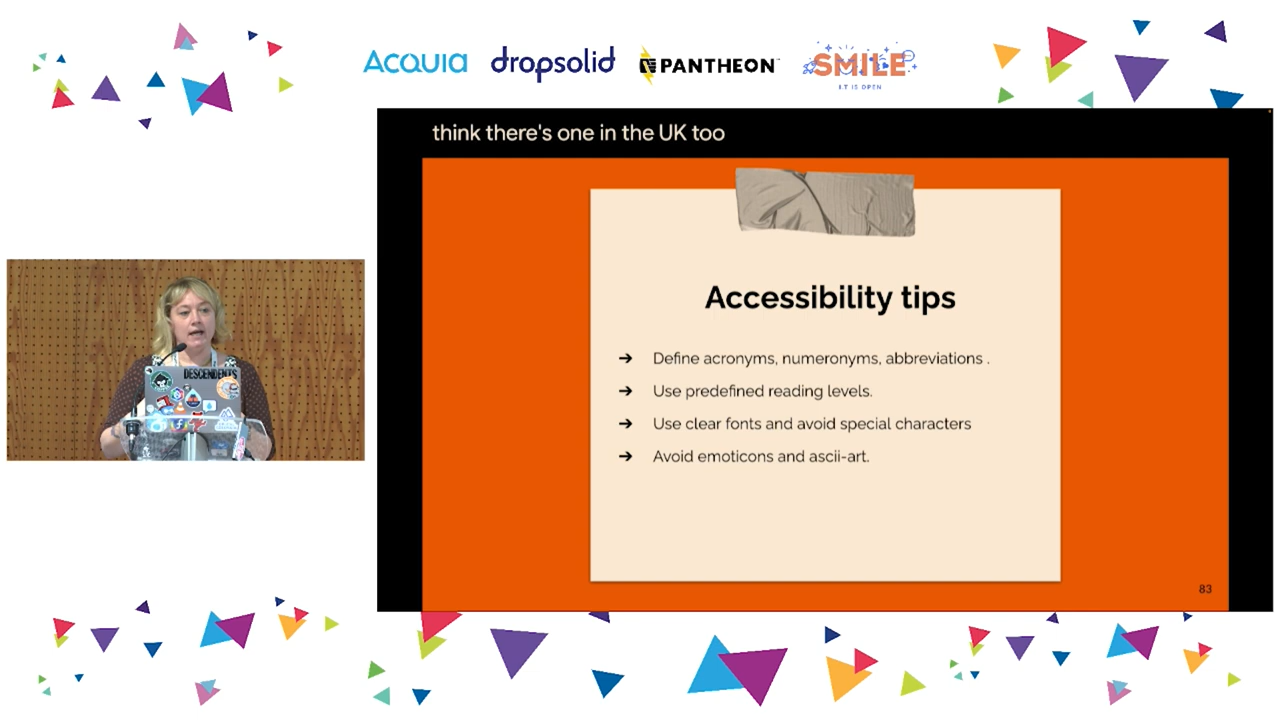 Acquia
dropsolid
PANTHEON
SMILE
IT IS OPEN
think there's one in the UK too
Accessibility tips
➔ Define acronyms, numeronyms, abbreviations .
➔ Use predefined reading levels.
➔ Use clear fonts and avoid special characters
➔ Avoid emoticons and ascii-art.
83
DESCENDENTS